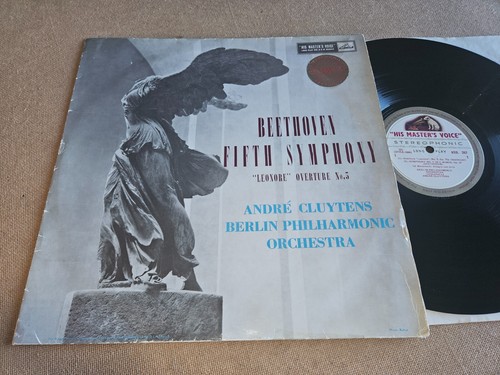 "HIS MASTER'S VOICE"
BEETHOVEN
FIFTH SYMPHONY
"LEONORE" OVERTURE No.3
ANDRÉ CLUYTENS
BERLIN PHILHARMONIC
ORCHESTRA
"HIS MASTER'S VOICE"
STEREOPHONIC